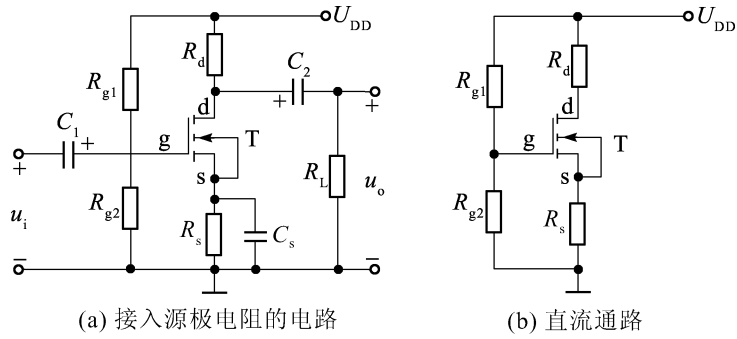 U_DD
R_d
C_2
R_g1
d
C_1
g
T
s
R_L
u_o
u_i
R_g2
R_s
C_s
+
+
+
+
−
−
(a) 接入源极电阻的电路
U_DD
R_d
R_g1
d
g
T
s
R_g2
R_s
(b) 直流通路